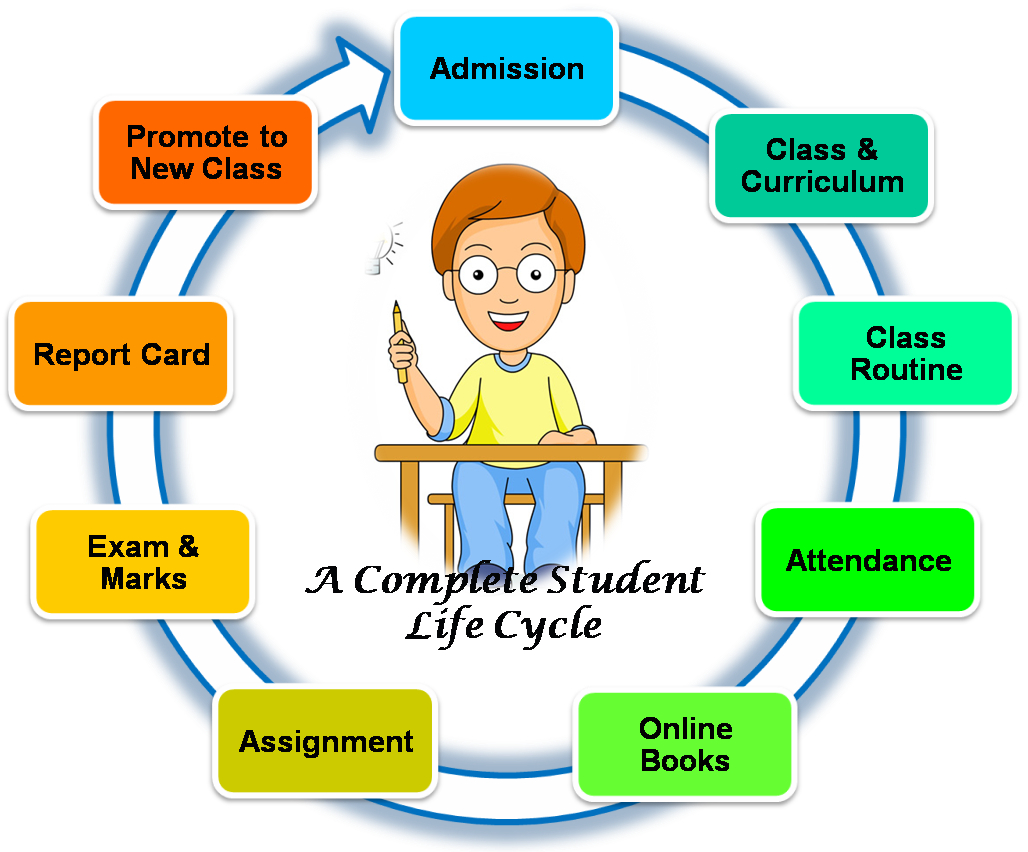 Admission
Class &
Curriculum
Class
Routine
Attendance
Online
Books
Assignment
Exam &
Marks
Report Card
Promote to
New Class
A Complete Student
Life Cycle